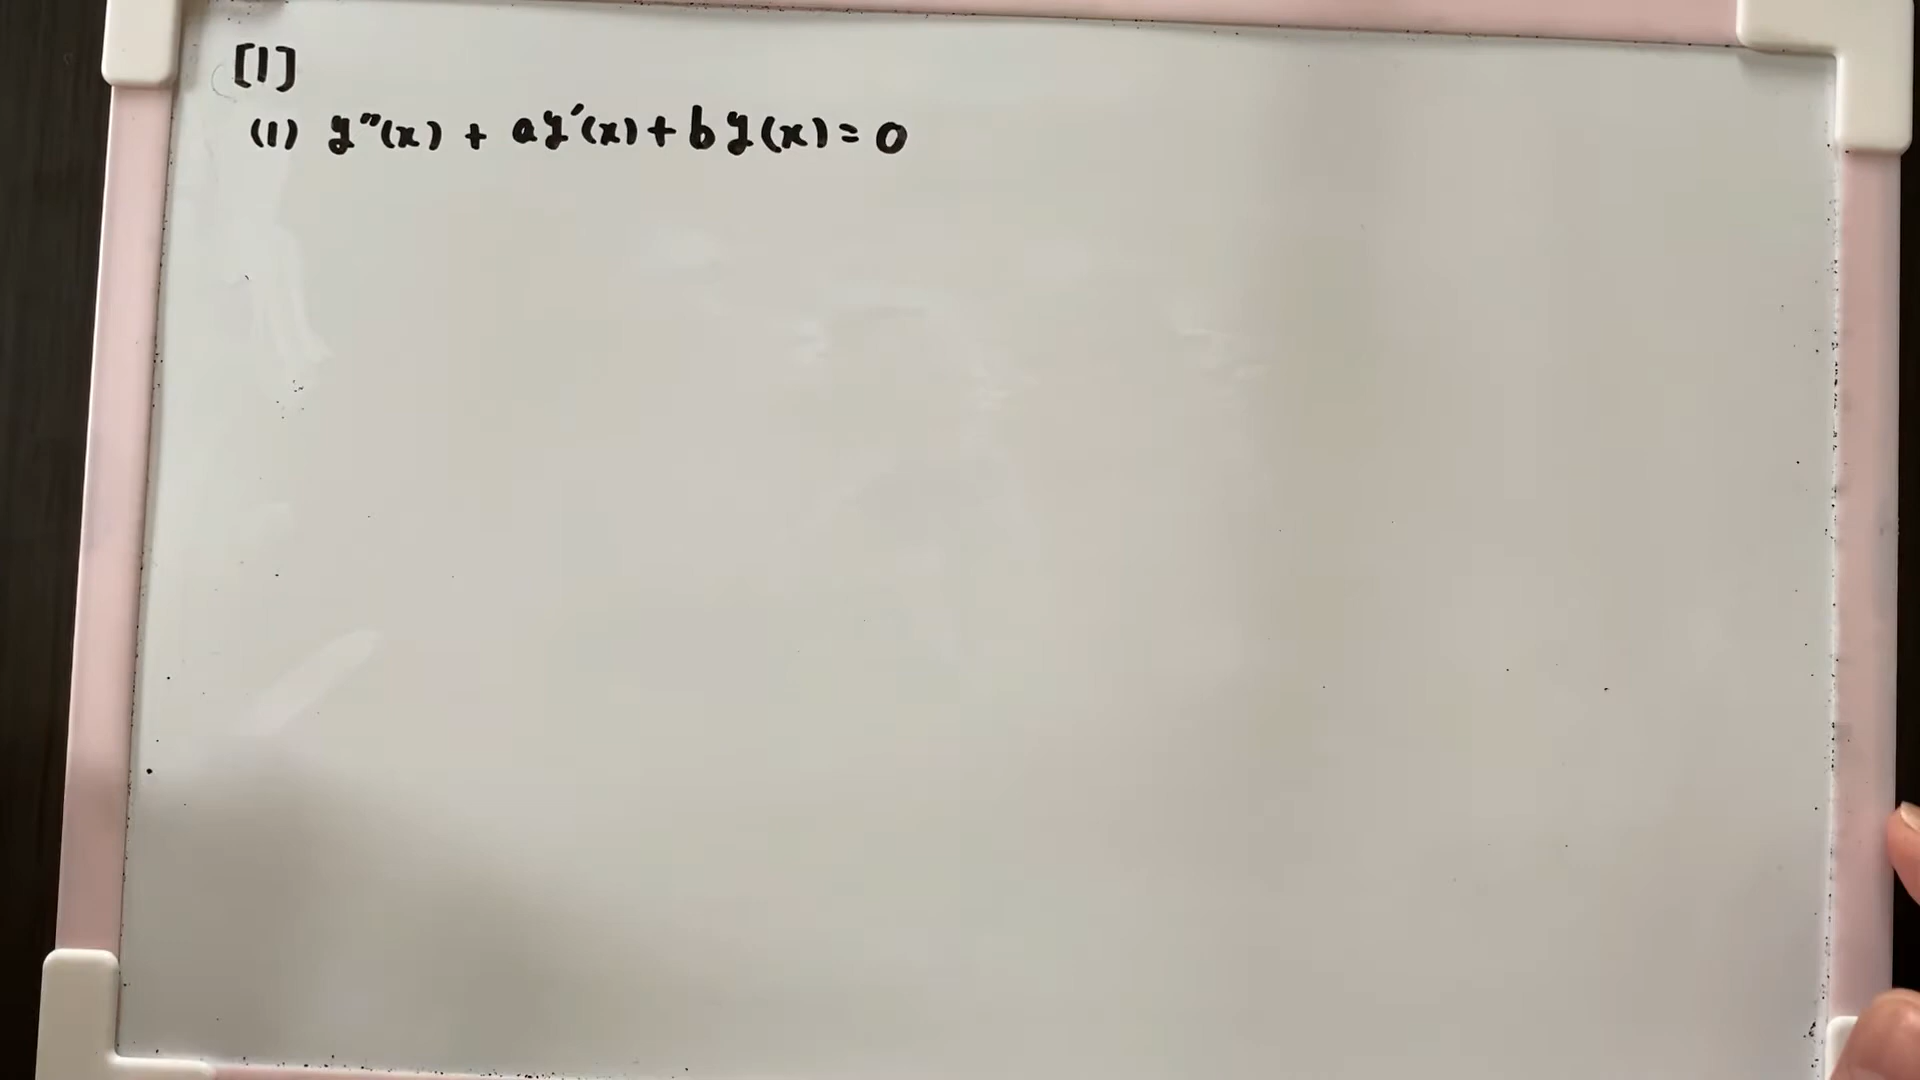 [1]
(1) y''(x) + ay'(x) + by(x) = 0